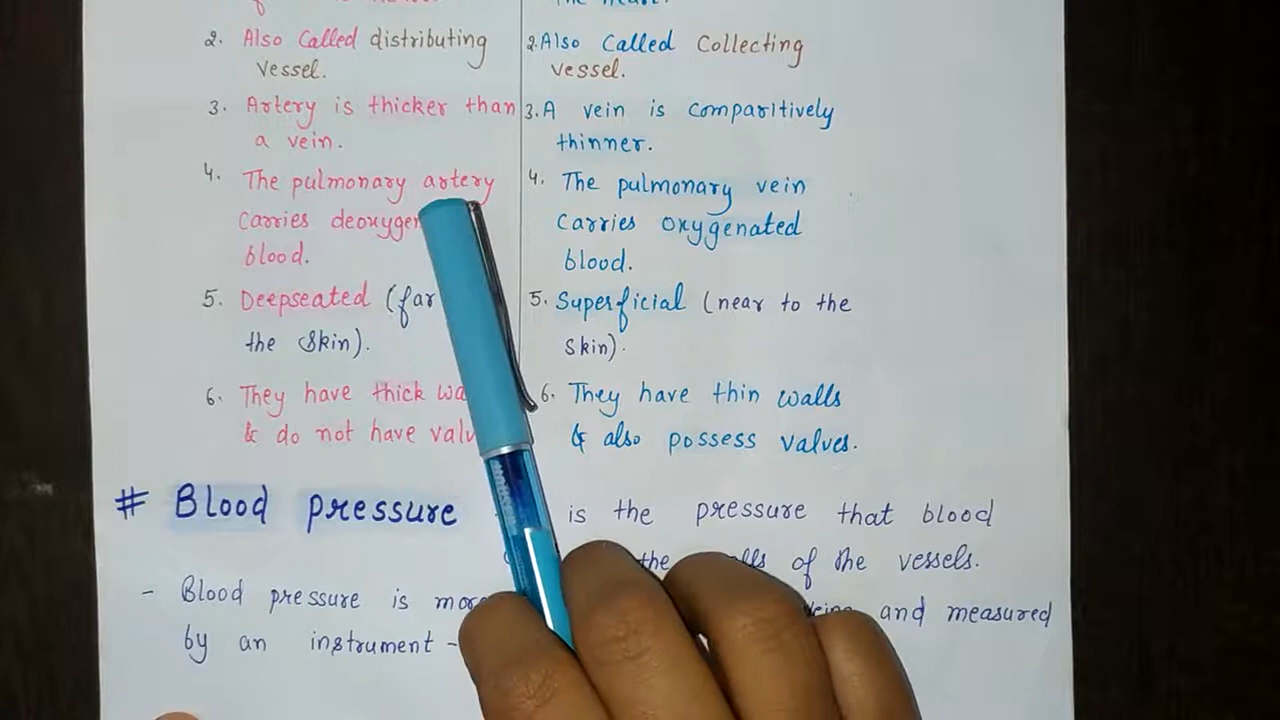 2. Also Called distributing
vessel.
3. Artery is thicker than
a vein.
4. The pulmonary artery
Carries deoxygen
blood.
5. Deepseated (far
the Skin).
6. They have thick wa
& do not have valv
2. Also Called Collecting
vessel.
3. A vein is comparitively
thinner.
4. The pulmonary vein
Carries oxygenated
blood.
5. Superficial (near to the
Skin).
6. They have thin walls
& also possess valves.
# Blood pressure is the pressure that blood
the of the vessels.
- Blood pressure is more and measured
by an instrument -